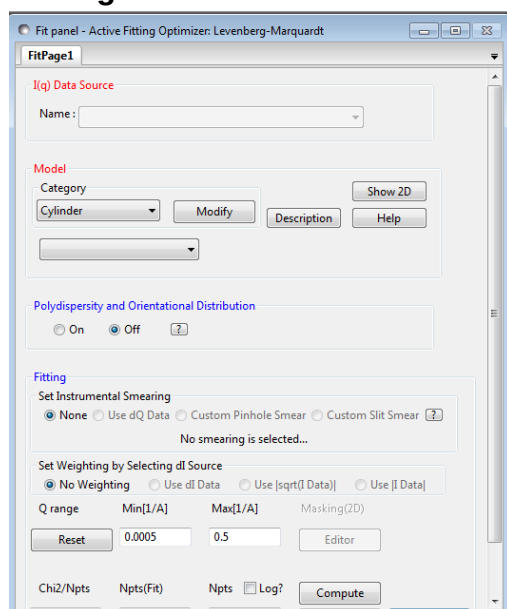 Fit panel - Active Fitting Optimizer: Levenberg-Marquardt
FitPage1
I(q) Data Source
Name :
Model
Category
Show 2D
Cylinder Modify Description Help
Polydispersity and Orientational Distribution
On Off ?
Fitting
Set Instrumental Smearing
None Use dQ Data Custom Pinhole Smear Custom Slit Smear ?
No smearing is selected...
Set Weighting by Selecting dI Source
No Weighting Use dI Data Use |sqrt(I Data)| Use |I Data|
Q range Min[1/A] Max[1/A] Masking(2D)
Reset 0.0005 0.5 Editor
Chi2/Npts Npts(Fit) Npts Log? Compute